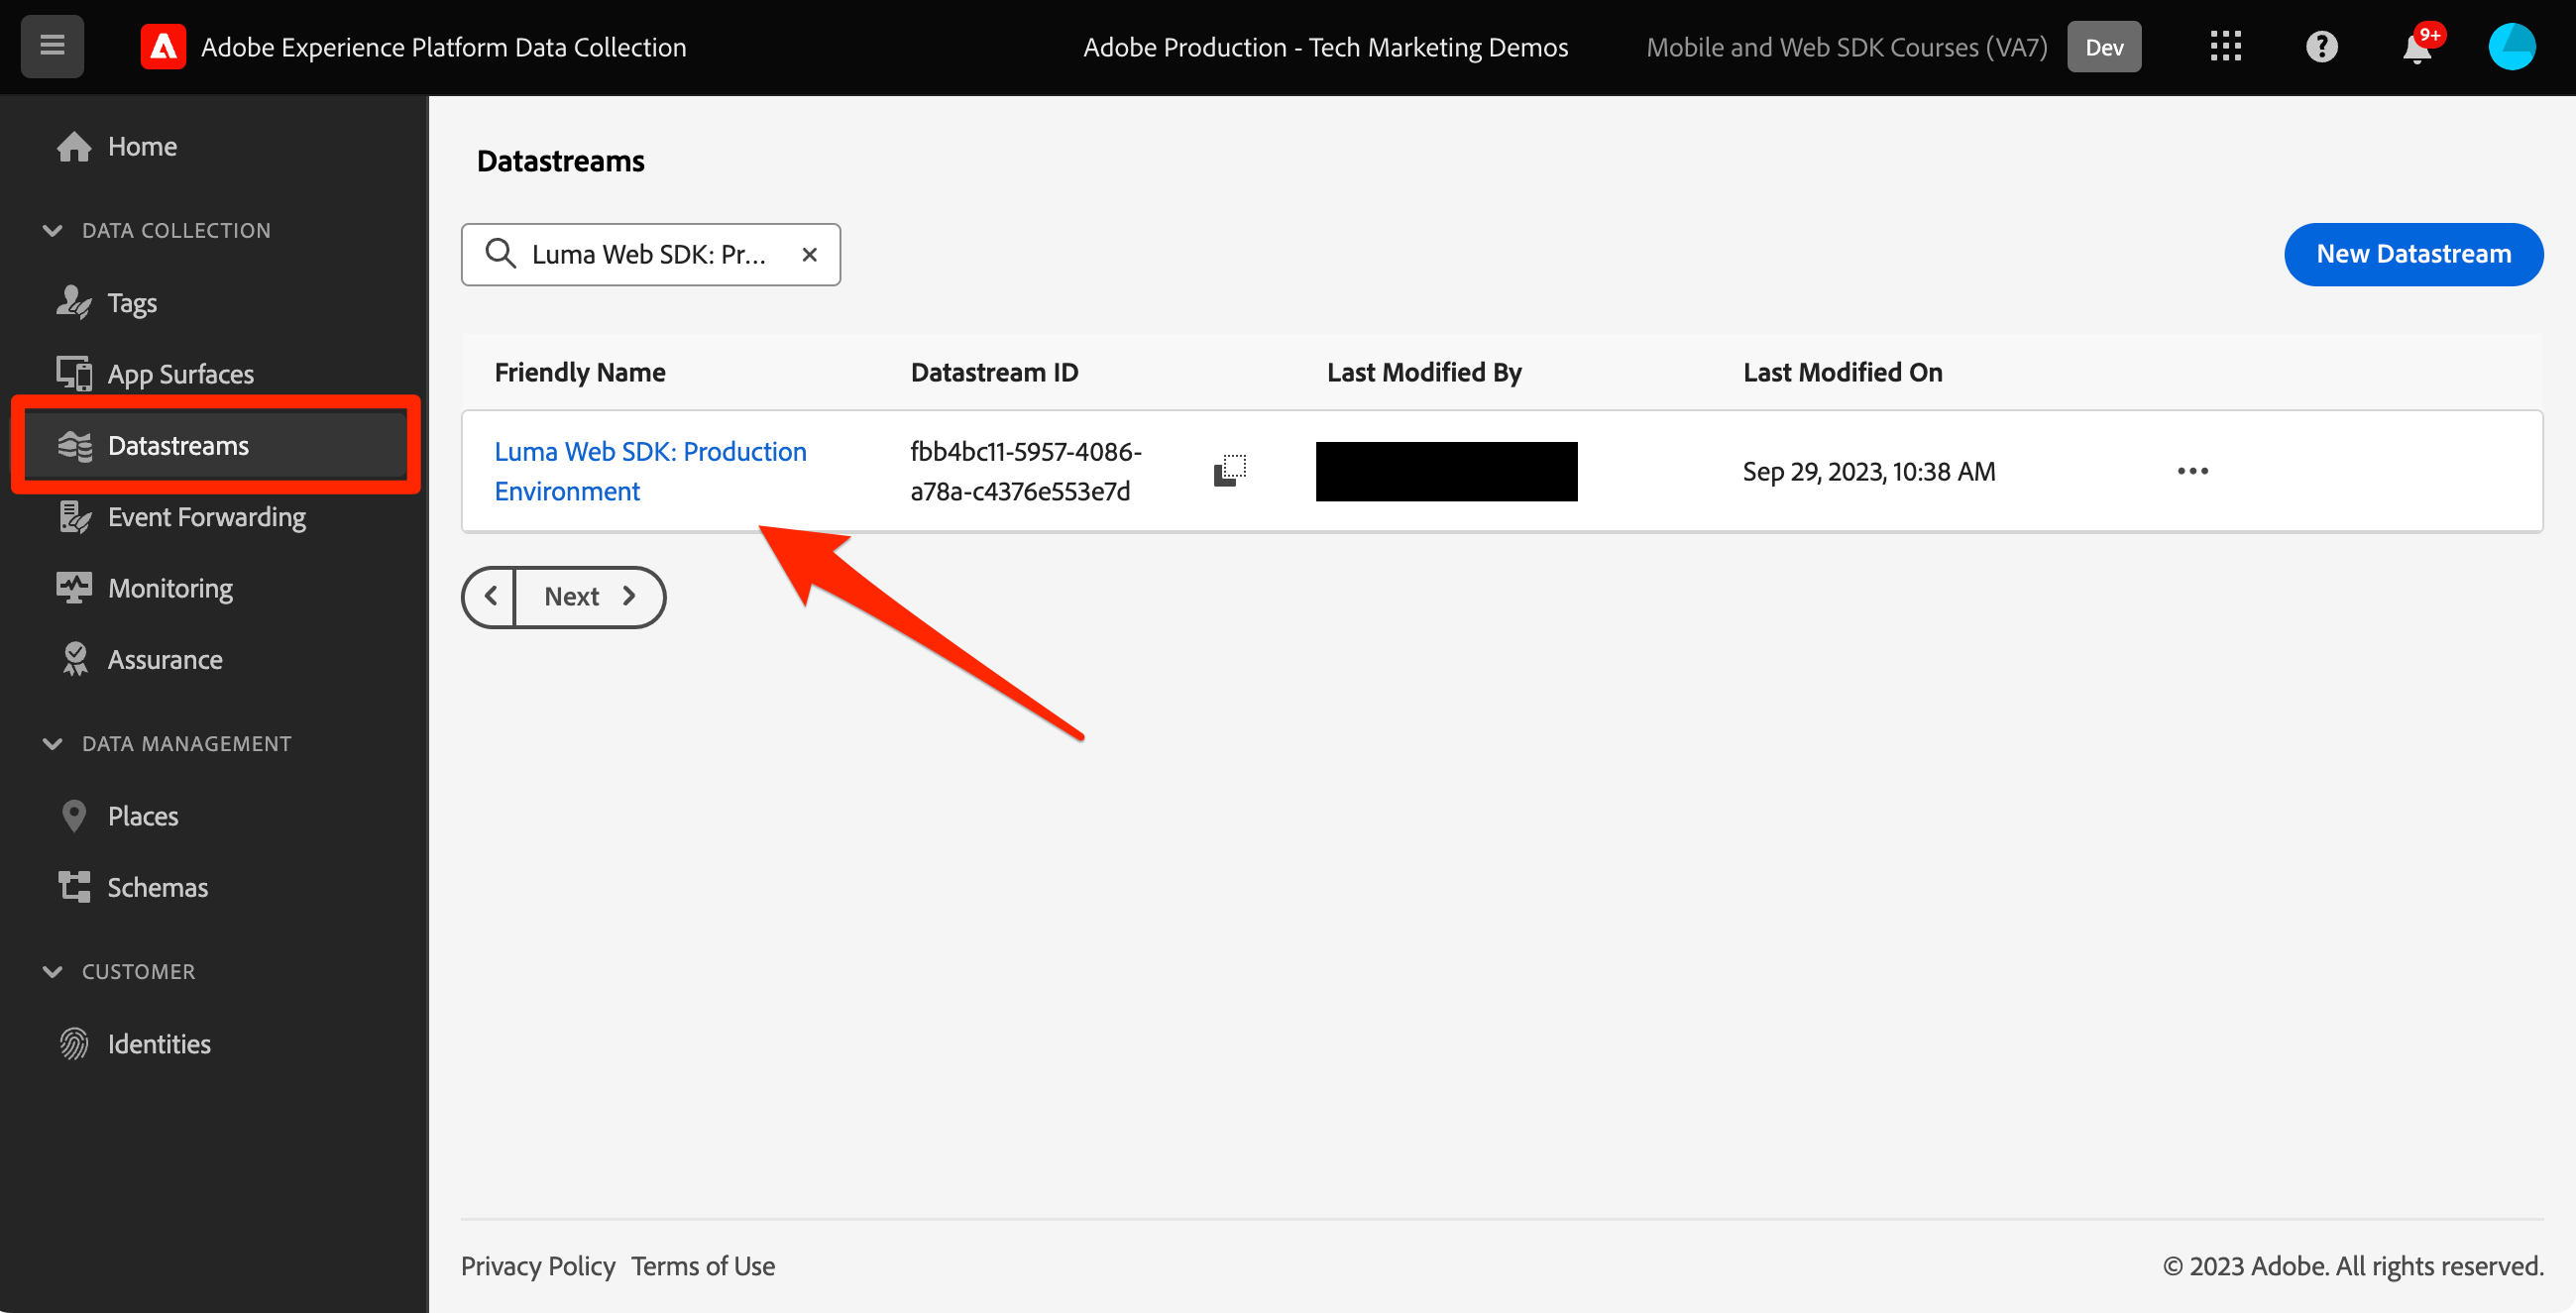 Adobe Experience Platform Data Collection
Adobe Production - Tech Marketing Demos
Mobile and Web SDK Courses (VA7)
Dev
9+
Home
DATA COLLECTION
Tags
App Surfaces
Datastreams
Event Forwarding
Monitoring
Assurance
DATA MANAGEMENT
Places
Schemas
CUSTOMER
Identities
Datastreams
Luma Web SDK: Pr...
New Datastream
Friendly Name
Datastream ID
Last Modified By
Last Modified On
Luma Web SDK: Production
Environment
fbb4bc11-5957-4086-
a78a-c4376e553e7d
Sep 29, 2023, 10:38 AM
Next
Privacy Policy
Terms of Use
© 2023 Adobe. All rights reserved.